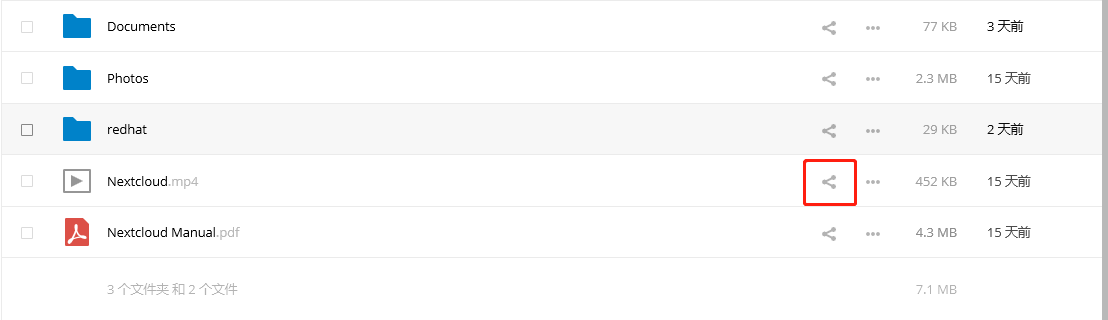 Documents 77 KB 3 天前
Photos 2.3 MB 15 天前
redhat 29 KB 2 天前
Nextcloud.mp4 452 KB 15 天前
Nextcloud Manual.pdf 4.3 MB 15 天前
3 个文件夹 和 2 个文件 7.1 MB